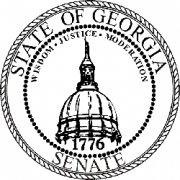 STATE OF GEORGIA
WISDOM • JUSTICE • MODERATION
1776
SENATE